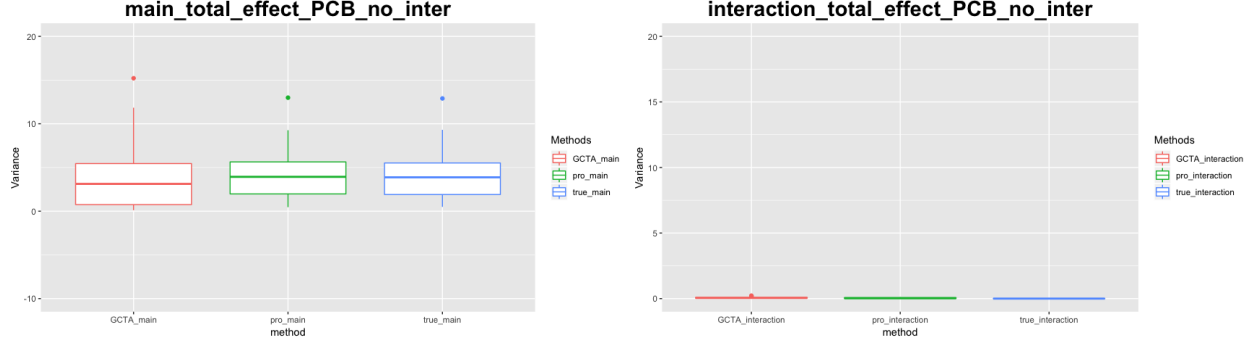 main_total_effect_PCB_no_inter
20
10
0
-10
Variance
GCTA_main
pro_main
true_main
method
Methods
GCTA_main
pro_main
true_main
interaction_total_effect_PCB_no_inter
20
15
10
5
0
Variance
GCTA_interaction
pro_interaction
true_interaction
method
Methods
GCTA_interaction
pro_interaction
true_interaction